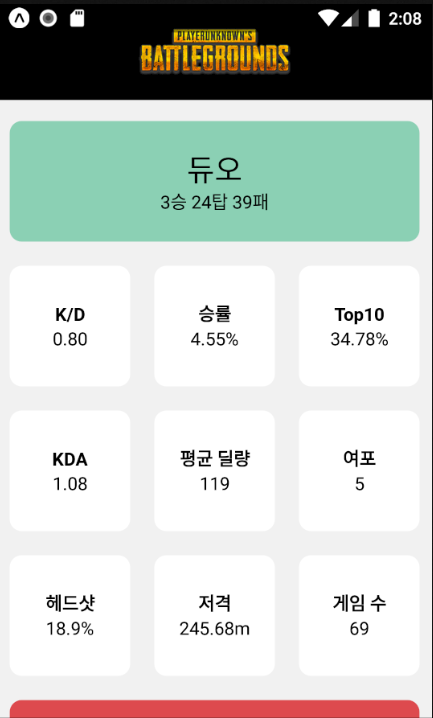 2:08
PLAYERUNKNOWN'S
BATTLEGROUNDS
듀오
3승 24탑 39패
K/D
0.80
승률
4.55%
Top10
34.78%
KDA
1.08
평균 딜량
119
여포
5
헤드샷
18.9%
저격
245.68m
게임 수
69